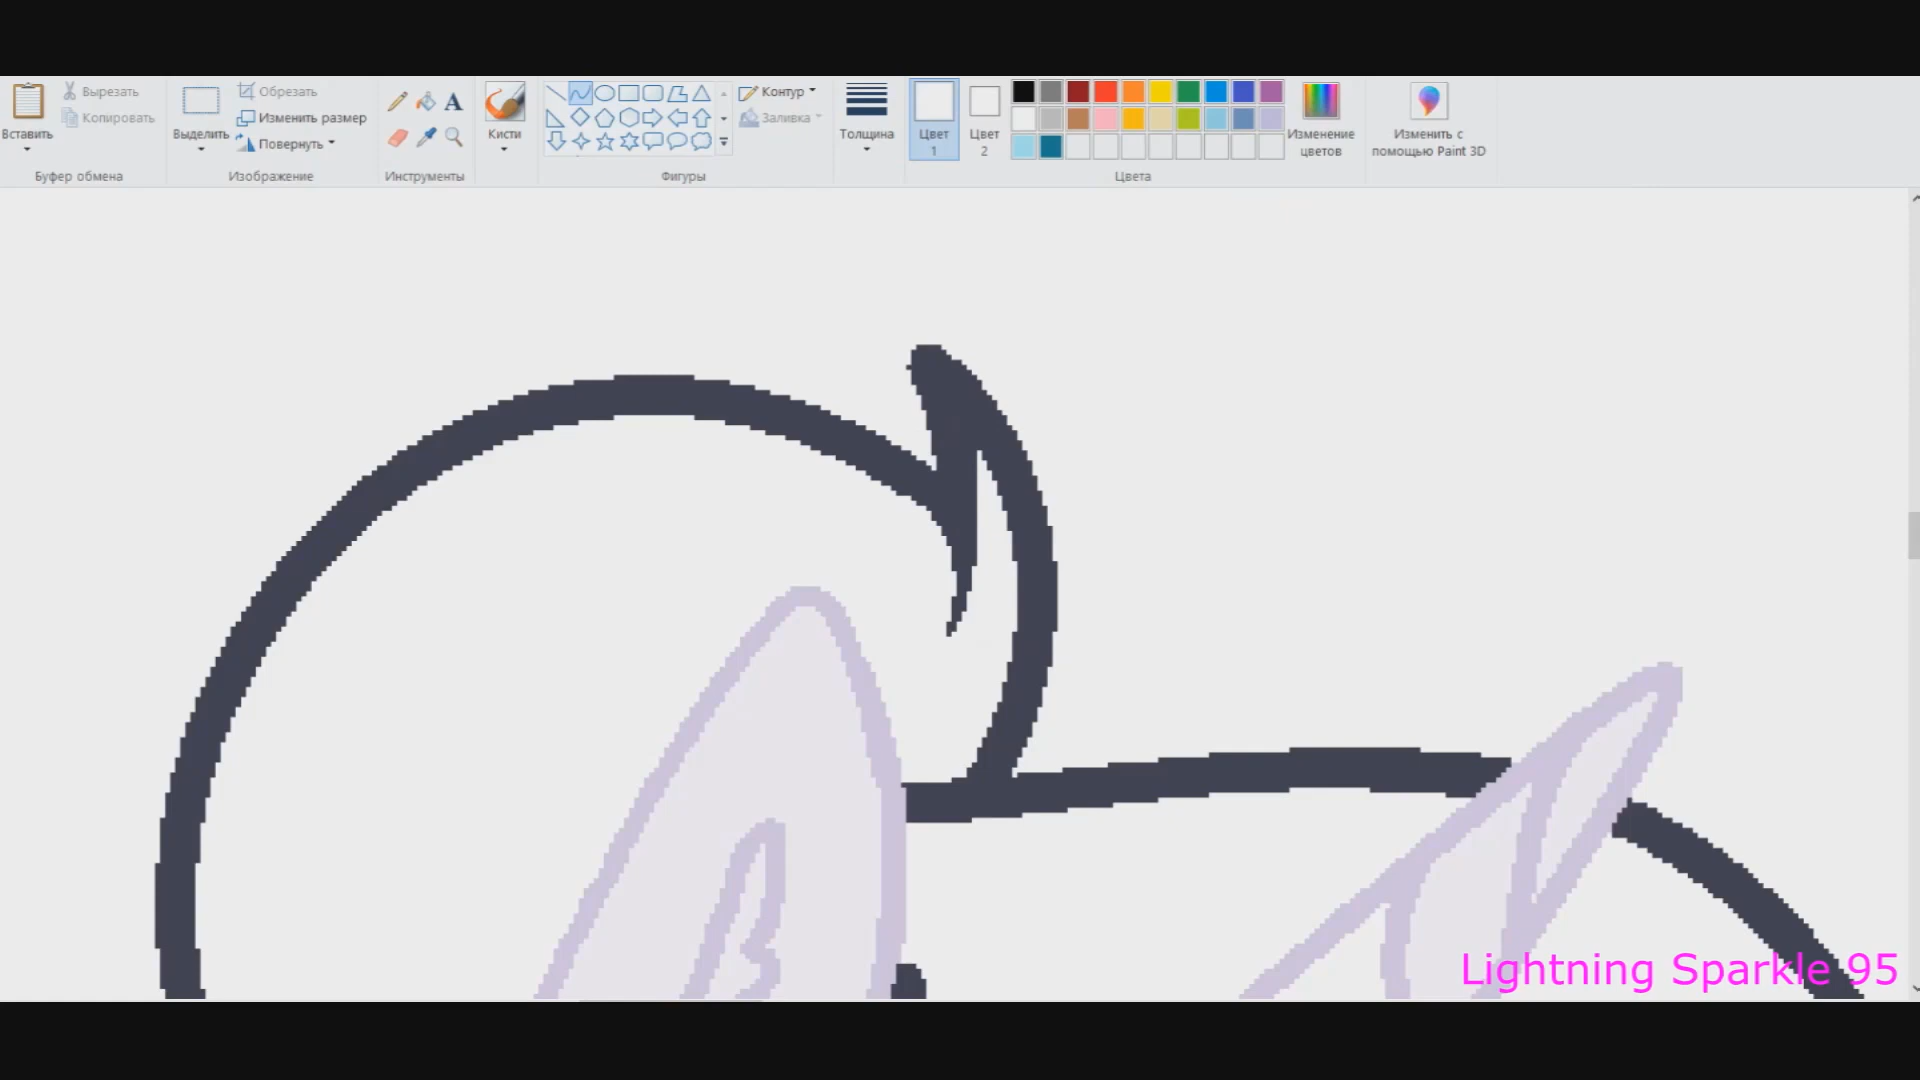 Вставить
Вырезать
Копировать
Буфер обмена
Выделить
Обрезать
Изменить размер
Повернуть
Изображение
A
Инструменты
Кисти
Фигуры
Контур
Заливка
Толщина
Цвет
1
Цвет
2
Цвета
Изменение
цветов
Изменить с
помощью Paint 3D
Lightning Sparkle 95